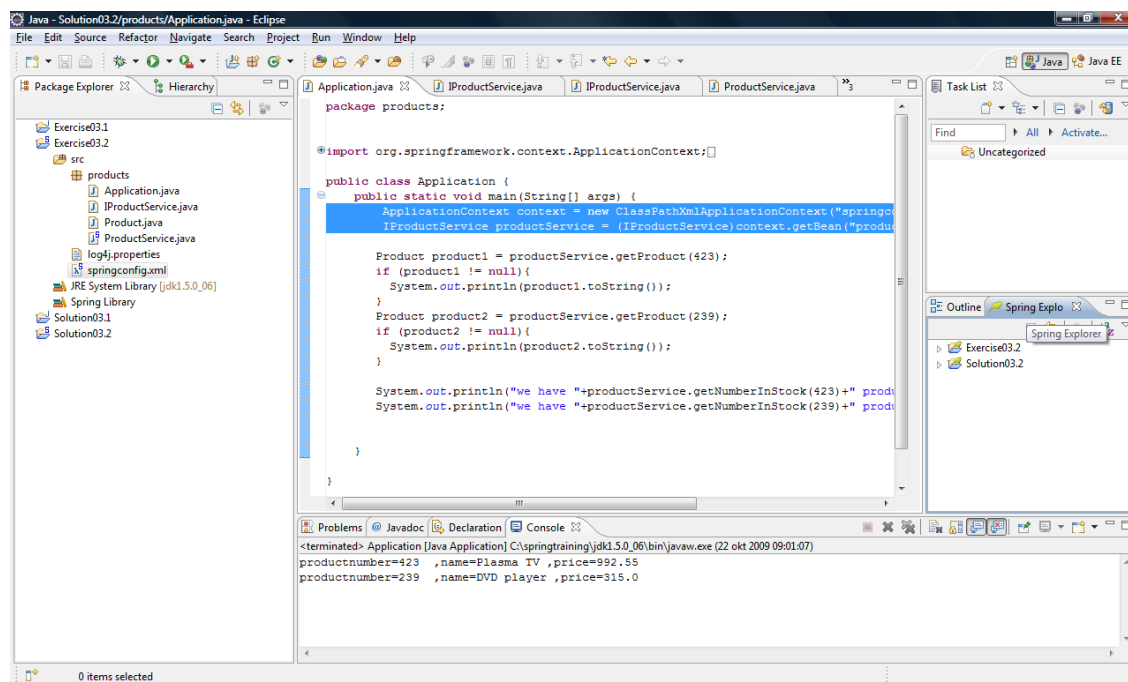 Java - Solution03.2/products/Application.java - Eclipse
File Edit Source Refactor Navigate Search Project Run Window Help
Java Java EE
Package Explorer Hierarchy
Exercise03.1
Exercise03.2
src
products
Application.java
IProductService.java
Product.java
ProductService.java
log4j.properties
springconfig.xml
JRE System Library [jdk1.5.0_06]
Spring Library
Solution03.1
Solution03.2
Application.java IProductService.java IProductService.java ProductService.java 3
package products;
import org.springframework.context.ApplicationContext;
public class Application {
public static void main(String[] args) {
ApplicationContext context = new ClassPathXmlApplicationContext("springco
IProductService productService = (IProductService)context.getBean("produc
Product product1 = productService.getProduct(423);
if (product1 != null){
System.out.println(product1.toString());
}
Product product2 = productService.getProduct(239);
if (product2 != null){
System.out.println(product2.toString());
}
System.out.println("we have "+productService.getNumberInStock(423)+" produ
System.out.println("we have "+productService.getNumberInStock(239)+" produ
}
}
Task List
Find All Activate...
Uncategorized
Outline Spring Explo
Spring Explorer
Exercise03.2
Solution03.2
Problems @ Javadoc Declaration Console
<terminated> Application [Java Application] C:\springtraining\jdk1.5.0_06\bin\javaw.exe (22 okt 2009 09:01:07)
productnumber=423 ,name=Plasma TV ,price=992.55
productnumber=239 ,name=DVD player ,price=315.0
0 items selected